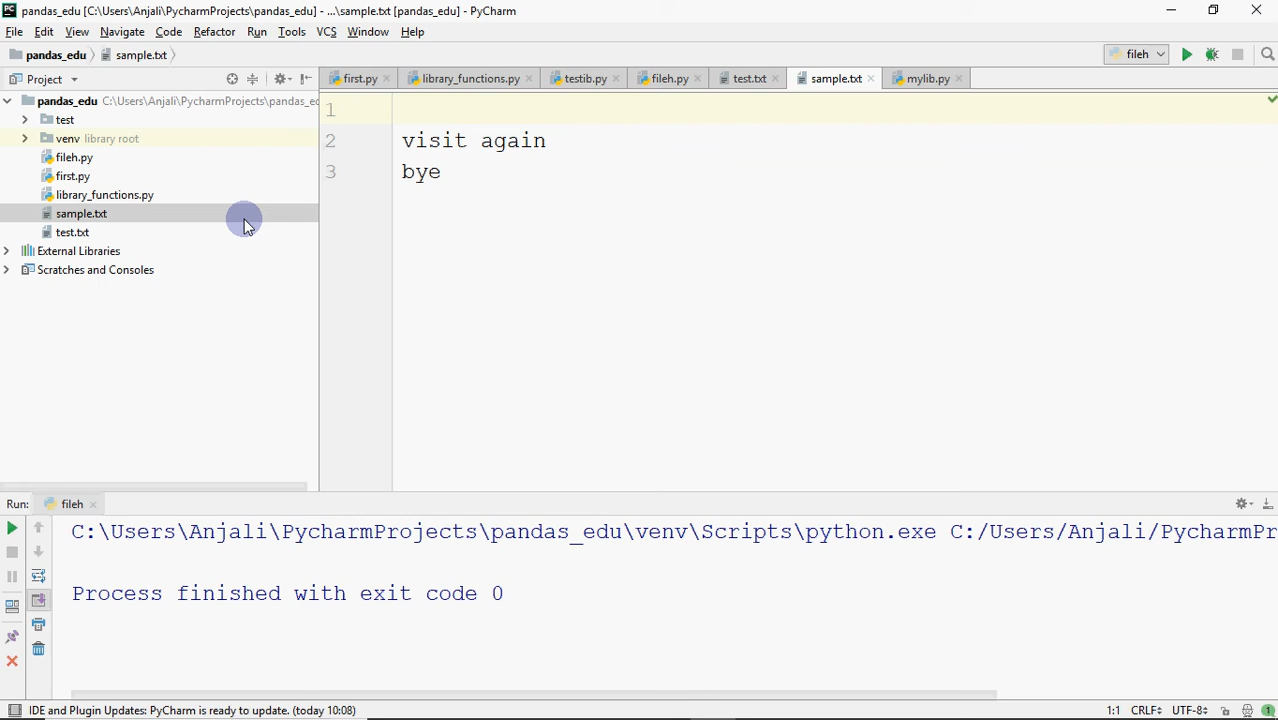 pandas_edu [C:\Users\Anjali\PycharmProjects\pandas_edu] - ...\sample.txt [pandas_edu] - PyCharm
File Edit View Navigate Code Refactor Run Tools VCS Window Help
pandas_edu sample.txt fileh
Project first.py library_functions.py testib.py fileh.py test.txt sample.txt mylib.py
pandas_edu C:\Users\Anjali\PycharmProjects\pandas_ed
test
venv library root
fileh.py
first.py
library_functions.py
sample.txt
test.txt
External Libraries
Scratches and Consoles
1
2 visit again
3 bye
Run: fileh
C:\Users\Anjali\PycharmProjects\pandas_edu\venv\Scripts\python.exe C:/Users/Anjali/PycharmPr
Process finished with exit code 0
IDE and Plugin Updates: PyCharm is ready to update. (today 10:08) 1:1 CRLF UTF-8 1